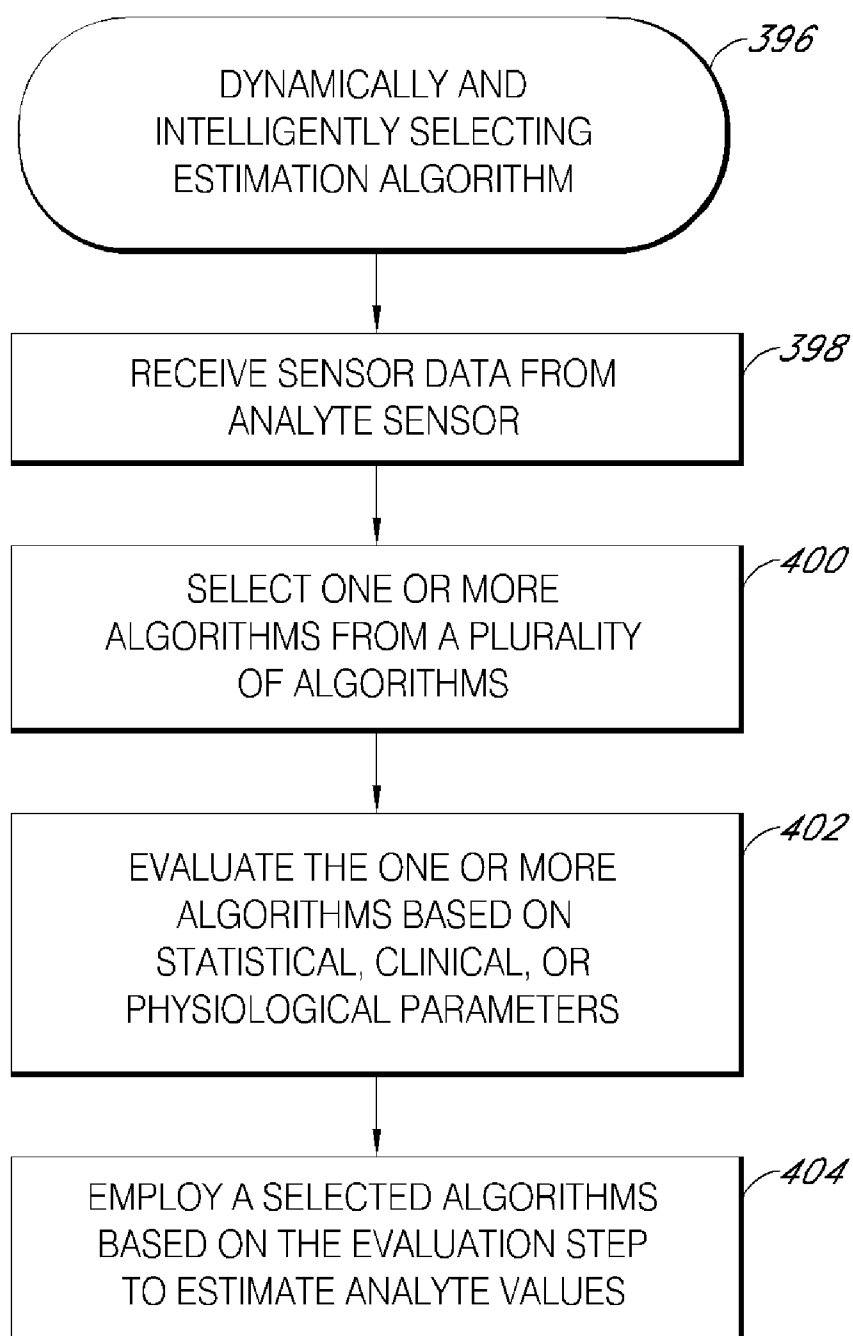 396
DYNAMICALLY AND
INTELLIGENTLY SELECTING
ESTIMATION ALGORITHM
398
RECEIVE SENSOR DATA FROM
ANALYTE SENSOR
400
SELECT ONE OR MORE
ALGORITHMS FROM A PLURALITY
OF ALGORITHMS
402
EVALUATE THE ONE OR MORE
ALGORITHMS BASED ON
STATISTICAL, CLINICAL, OR
PHYSIOLOGICAL PARAMETERS
404
EMPLOY A SELECTED ALGORITHMS
BASED ON THE EVALUATION STEP
TO ESTIMATE ANALYTE VALUES